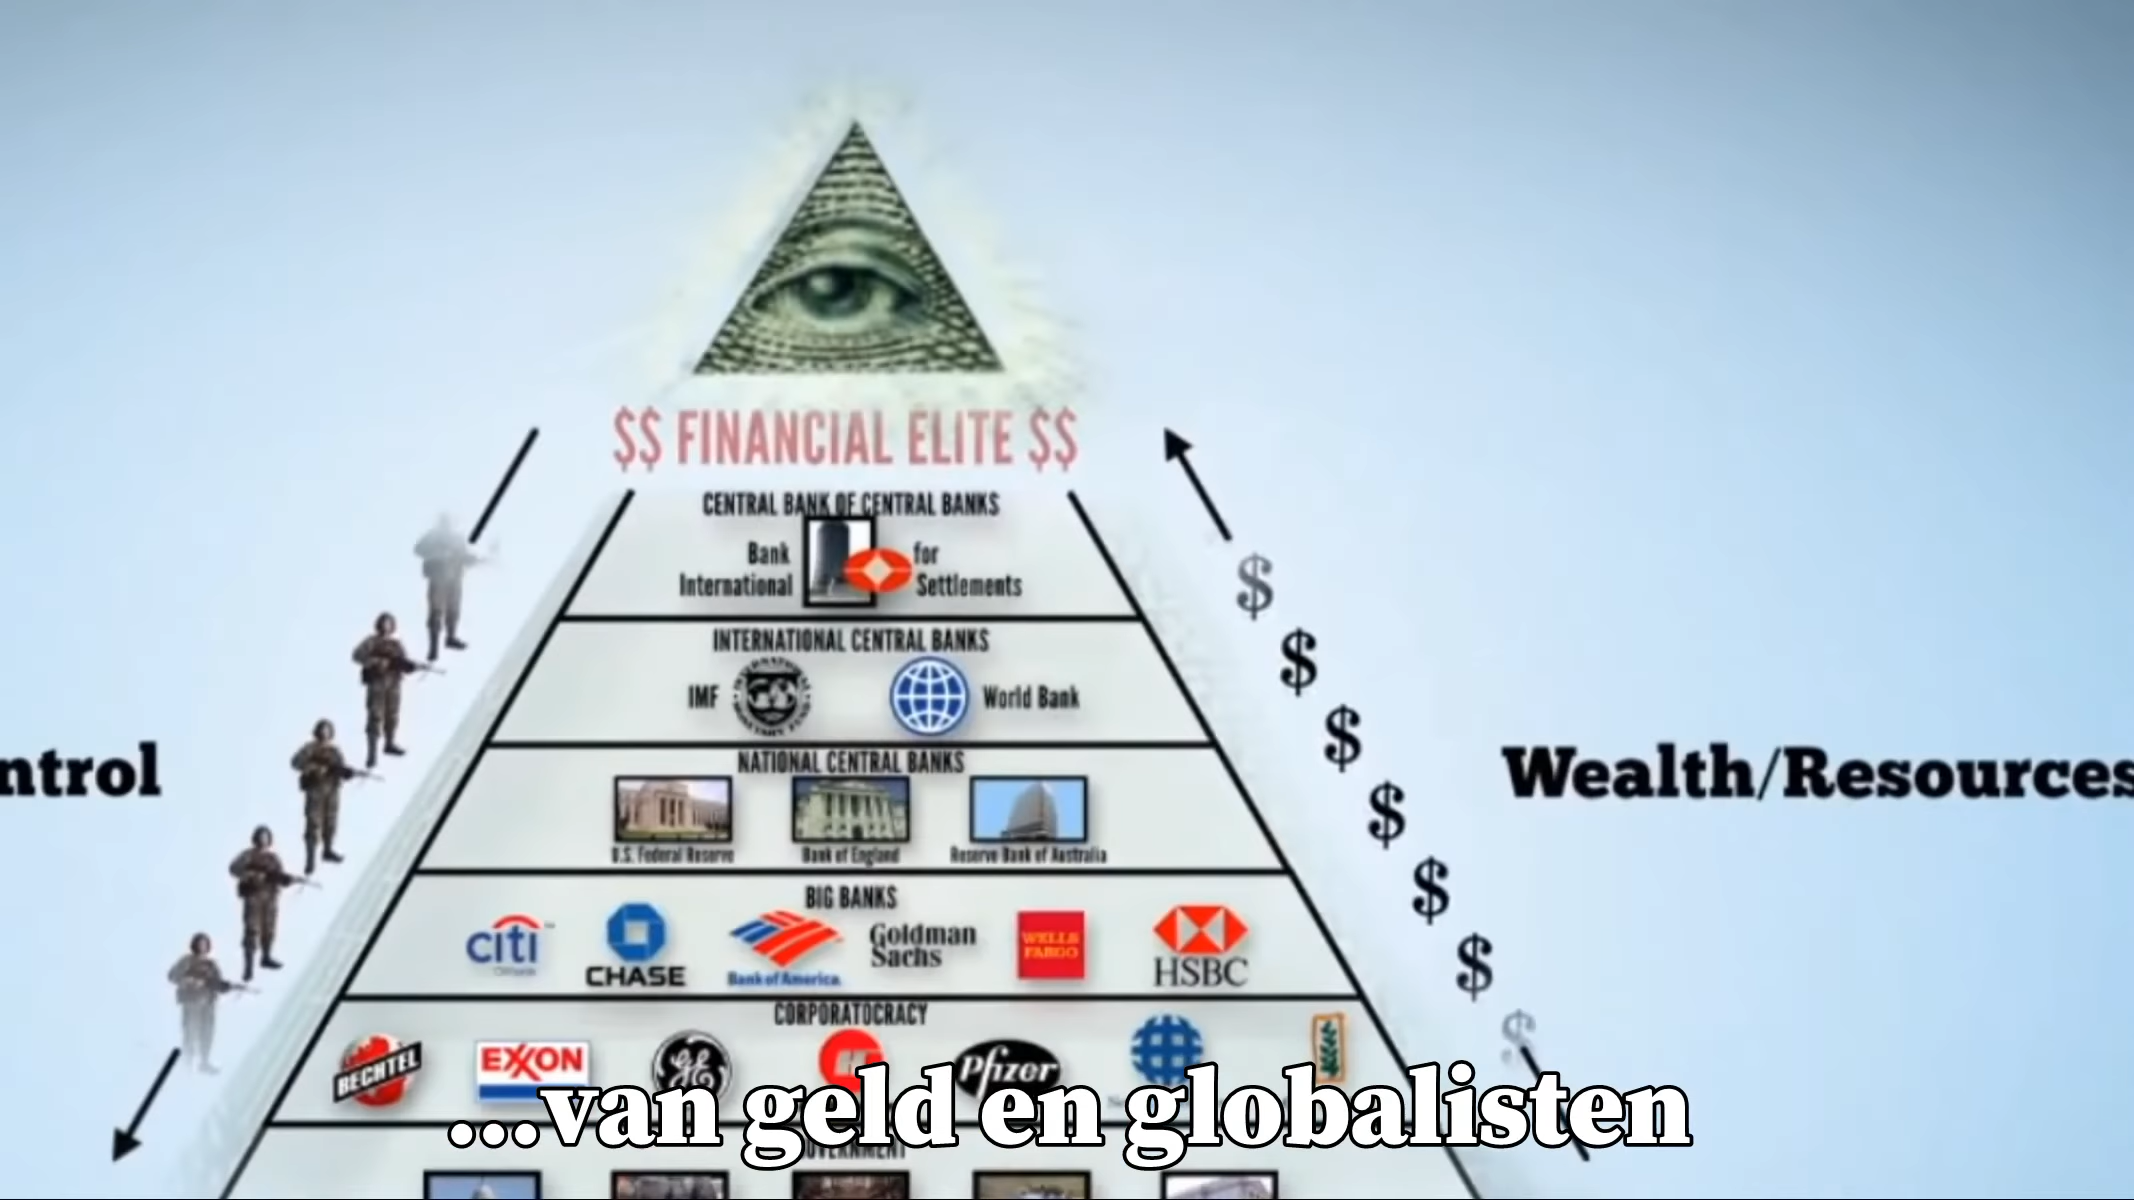 $$ FINANCIAL ELITE $$
CENTRAL BANK OF CENTRAL BANKS
Bank for
International Settlements
INTERNATIONAL CENTRAL BANKS
IMF World Bank
ntrol
Wealth/Resources
NATIONAL CENTRAL BANKS
U.S. Federal Reserve Bank of England Reserve Bank of Australia
BIG BANKS
citi
CHASE
Bank of America
Goldman
Sachs
WELLS
FARGO
HSBC
CORPORATOCRACY
BECHTEL EXXON GE Pfizer
...van geld en globalisten
$
$
$
$
$
$
$